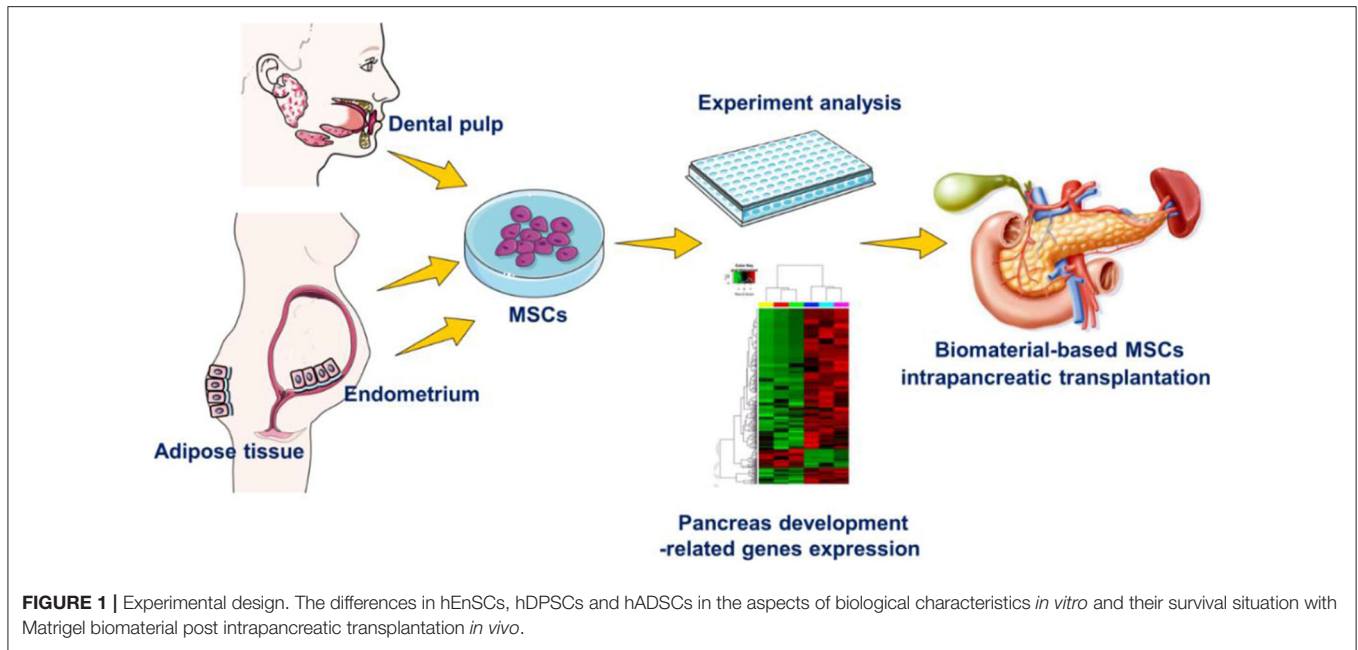 Dental pulp
Experiment analysis
MSCs
Endometrium
Adipose tissue
Pancreas development
-related genes expression
Biomaterial-based MSCs
intrapancreatic transplantation
FIGURE 1 | Experimental design. The differences in hEnSCs, hDPSCs and hADSCs in the aspects of biological characteristics in vitro and their survival situation with
Matrigel biomaterial post intrapancreatic transplantation in vivo.